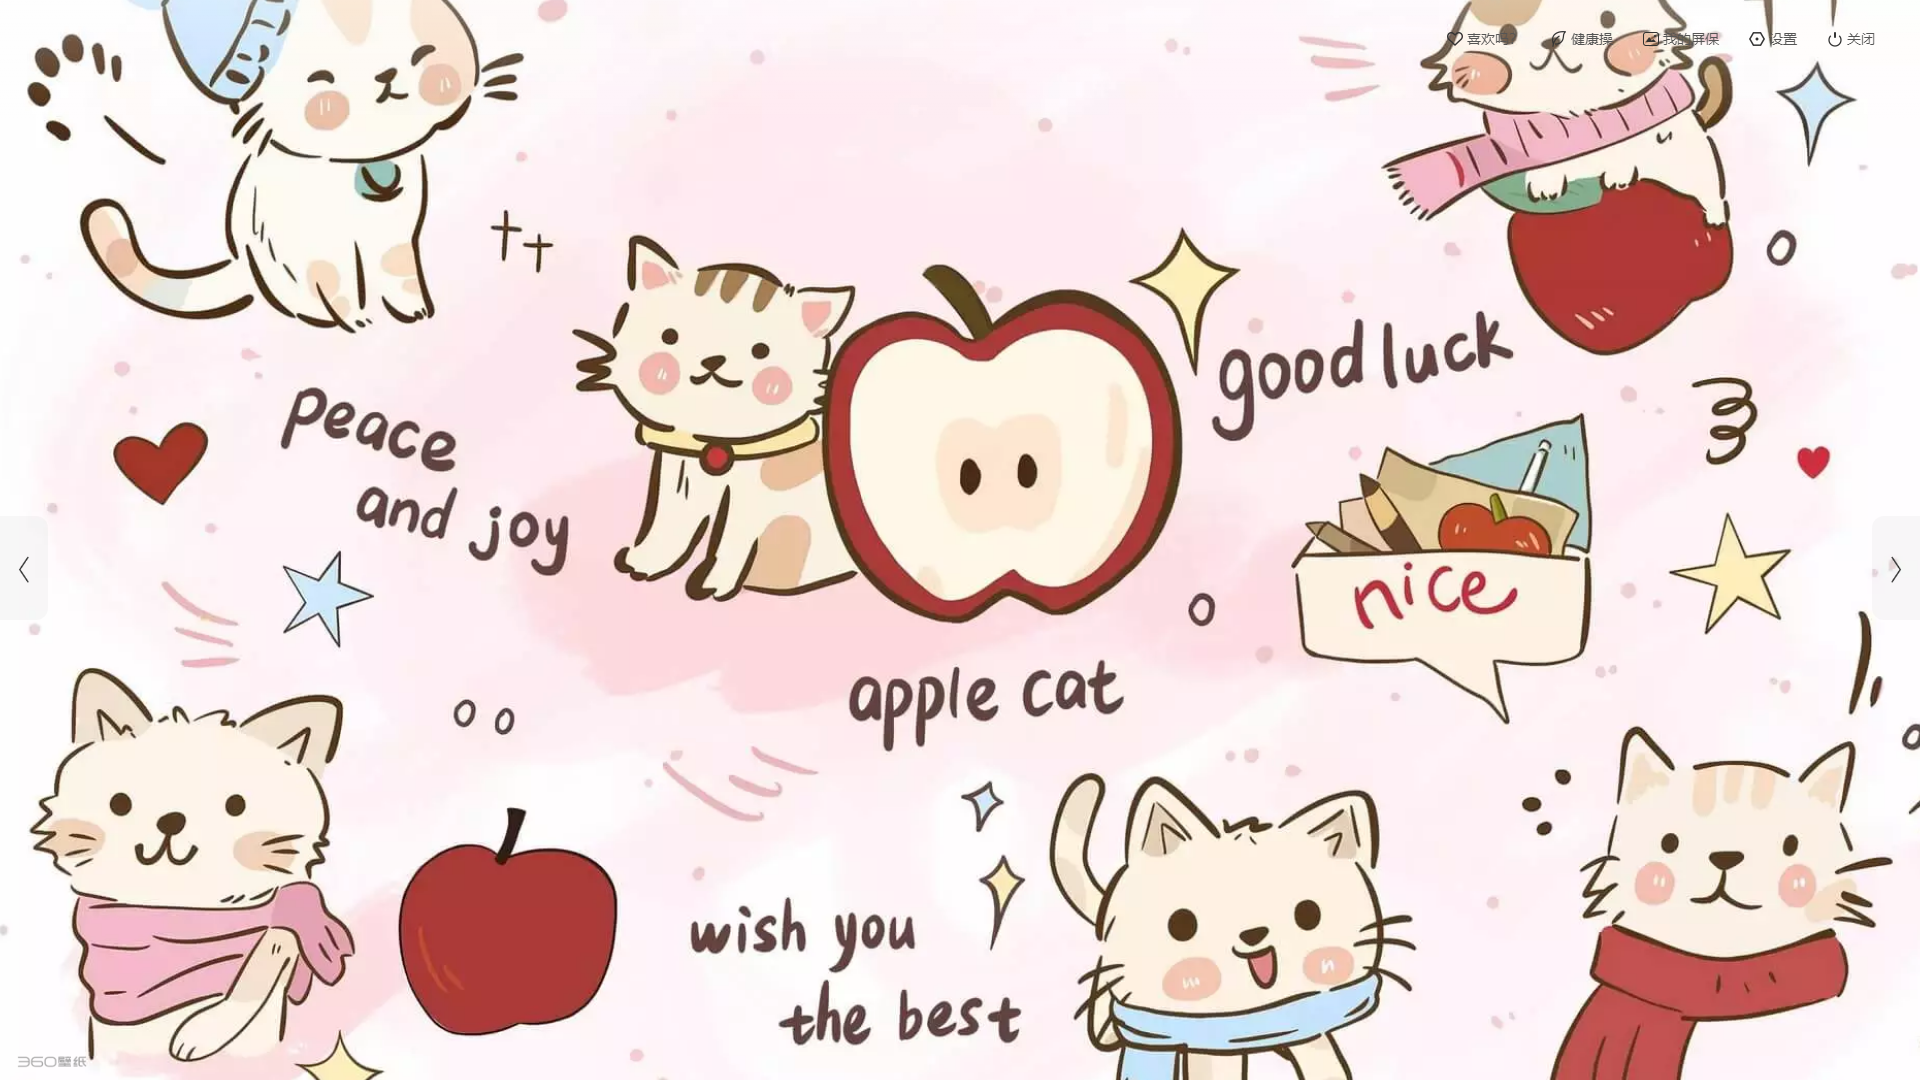 喜欢吗?
健康操
我的屏保
设置
关闭
good luck
peace
and joy
nice
apple cat
wish you
the best
360壁纸